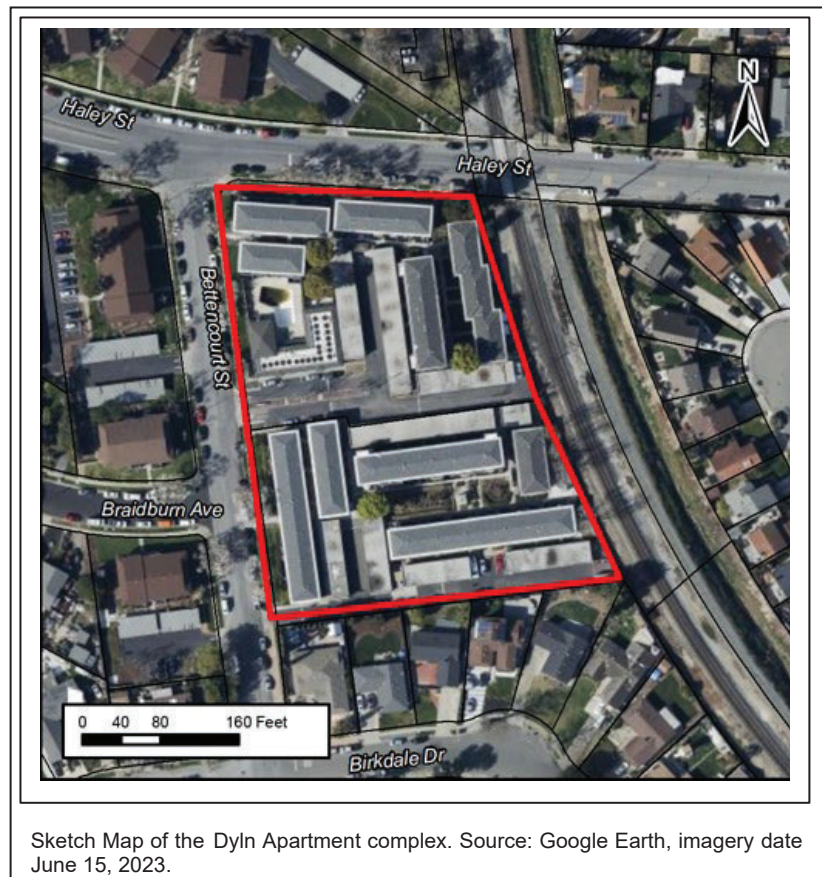 N
Haley St
Haley St
Bettencourt St
Braidburn Ave
0 40 80 160 Feet
Birkdale Dr
Sketch Map of the Dyln Apartment complex. Source: Google Earth, imagery date
June 15, 2023.